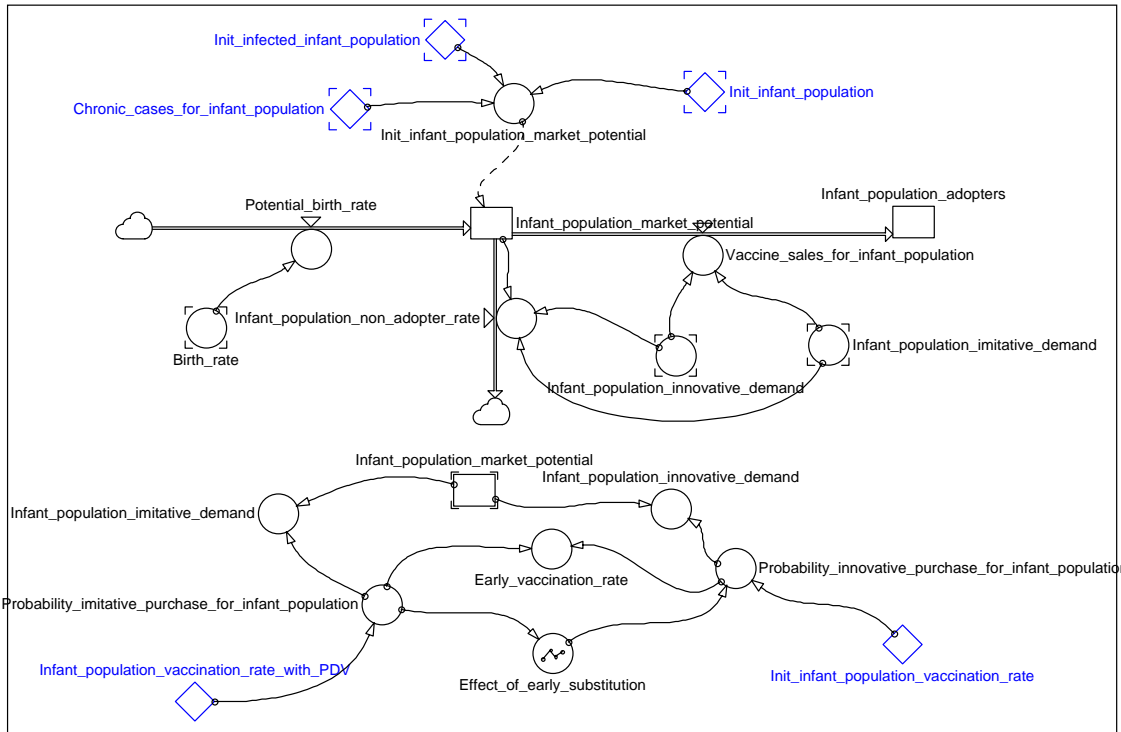 Init_infected_infant_population
Chronic_cases_for_infant_population
Init_infant_population
Init_infant_population_market_potential
Infant_population_adopters
Potential_birth_rate
Infant_population_market_potential
Vaccine_sales_for_infant_population
Infant_population_non_adopter_rate
Birth_rate
Infant_population_imitative_demand
Infant_population_innovative_demand
Infant_population_market_potential
Infant_population_innovative_demand
Infant_population_imitative_demand
Early_vaccination_rate
Probability_innovative_purchase_for_infant_population
Probability_imitative_purchase_for_infant_population
Infant_population_vaccination_rate_with_PDV
Effect_of_early_substitution
Init_infant_population_vaccination_rate